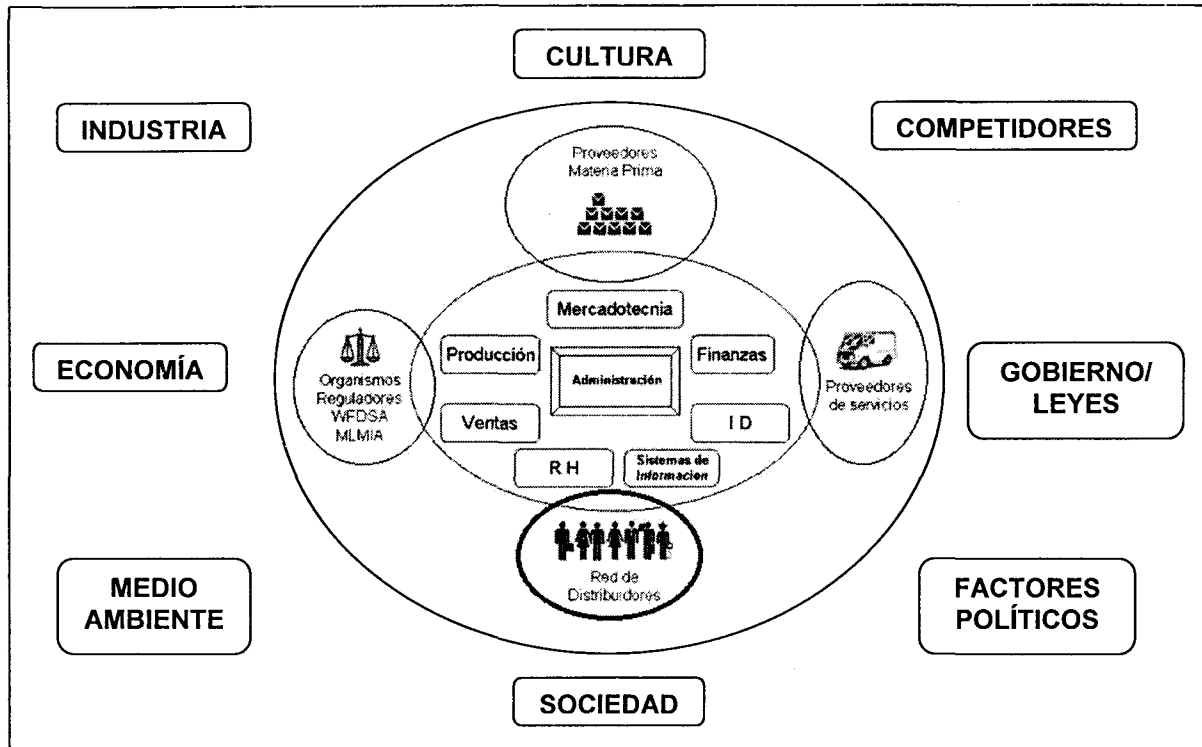 CULTURA
INDUSTRIA
COMPETIDORES
Proveedores
Materia Prima
Mercadotecnia
Producción
Finanzas
Administración
ECONOMÍA
Organismos
Reguladores
WFDSA
MLMIA
Proveedores
de servicios
GOBIERNO/
LEYES
Ventas
I D
R H
Sistemas de
Informacion
Red de
Distribuidores
MEDIO
AMBIENTE
FACTORES
POLÍTICOS
SOCIEDAD